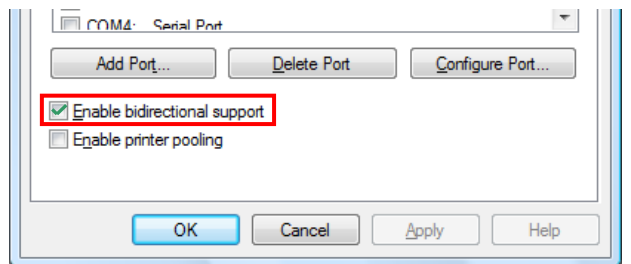 COM4: Serial Port
Add Port... Delete Port Configure Port...
Enable bidirectional support
Enable printer pooling
OK Cancel Apply Help